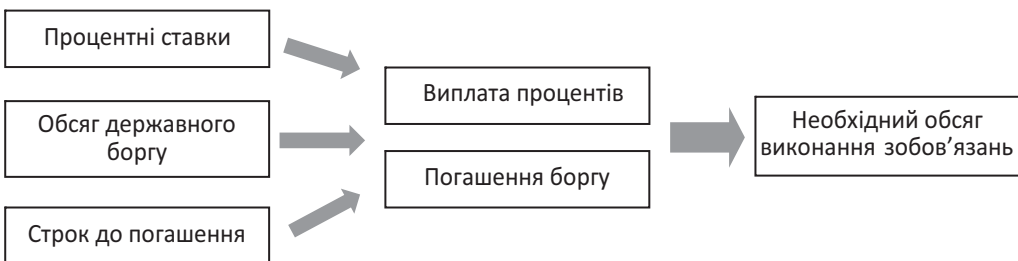 Процентні ставки
Обсяг державного
боргу
Строк до погашення
Виплата процентів
Погашення боргу
Необхідний обсяг
виконання зобов’язань